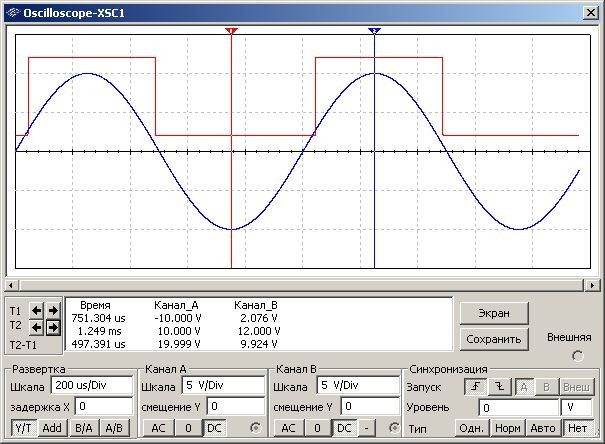 Oscilloscope-XSC1
1
2
Время Канал_A Канал_B
T1 751.304 us -10.000 V 2.076 V
T2 1.249 ms 10.000 V 12.000 V
T2-T1 497.391 us 19.999 V 9.924 V
Экран
Сохранить
Внешняя
Развертка
Шкала 200 us/Div
задержка X 0
Y/T Add B/A A/B
Канал A
Шкала 5 V/Div
смещение Y 0
AC 0 DC
Канал B
Шкала 5 V/Div
смещение Y 0
AC 0 DC -
Синхронизация
Запуск A B Внеш
Уровень 0 V
Тип Одн. Норм Авто Нет